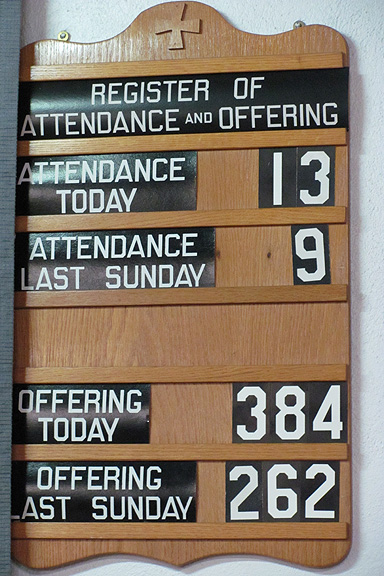 REGISTER OF
ATTENDANCE AND OFFERING
ATTENDANCE
TODAY
13
ATTENDANCE
LAST SUNDAY
9
OFFERING
TODAY
384
OFFERING
LAST SUNDAY
262